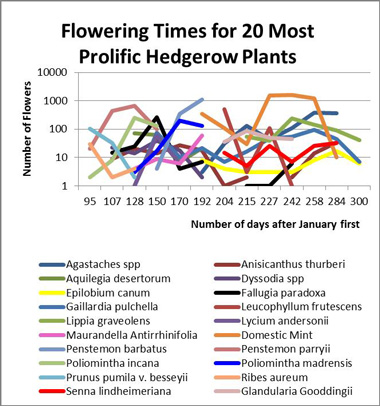 Flowering Times for 20 Most
Prolific Hedgerow Plants
Number of Flowers
10000
1000
100
10
1
95 107 128 150 170 192 204 215 227 242 258 284 300
Number of days after January first
Agastaches spp
Anisicanthus thurberi
Aquilegia desertorum
Dyssodia spp
Epilobium canum
Fallugia paradoxa
Gaillardia pulchella
Leucophyllum frutescens
Lippia graveolens
Lycium andersonii
Maurandella Antirrhinifolia
Domestic Mint
Penstemon barbatus
Penstemon parryii
Poliomintha incana
Poliomintha madrensis
Prunus pumila v. besseyii
Ribes aureum
Senna lindheimeriana
Glandularia Gooddingii